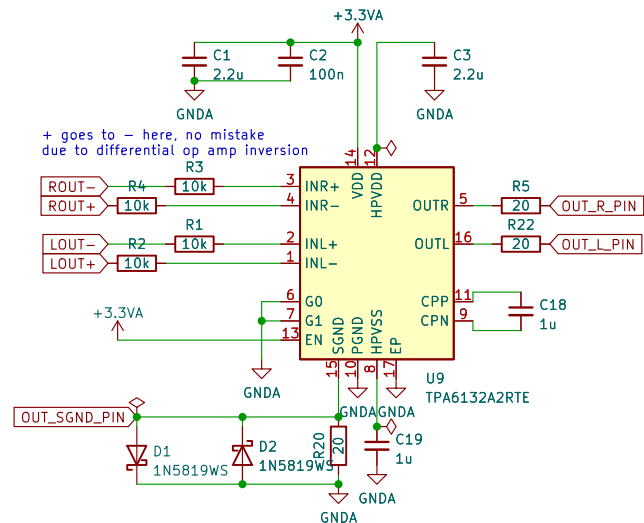 +3.3VA
C1
2.2u
C2
100n
C3
2.2u
GNDA
GNDA
+ goes to – here, no mistake
due to differential op amp inversion
14
12
VDD
HPVDD
ROUT−
R3
10k
3
INR+
ROUT+
R4
10k
4
INR−
LOUT−
R1
10k
2
INL+
LOUT+
R2
10k
1
INL−
OUTR
5
R5
20
OUT_R_PIN
OUTL
16
R22
20
OUT_L_PIN
+3.3VA
6
G0
7
G1
13
EN
CPP
11
CPN
9
C18
1u
SGND
PGND
HPVSS
EP
15
10
8
17
U9
TPA6132A2RTE
GNDA
GNDA
GNDA
OUT_SGND_PIN
D1
1N5819WS
D2
1N5819WS
R20
20
C19
1u
GNDA
GNDA